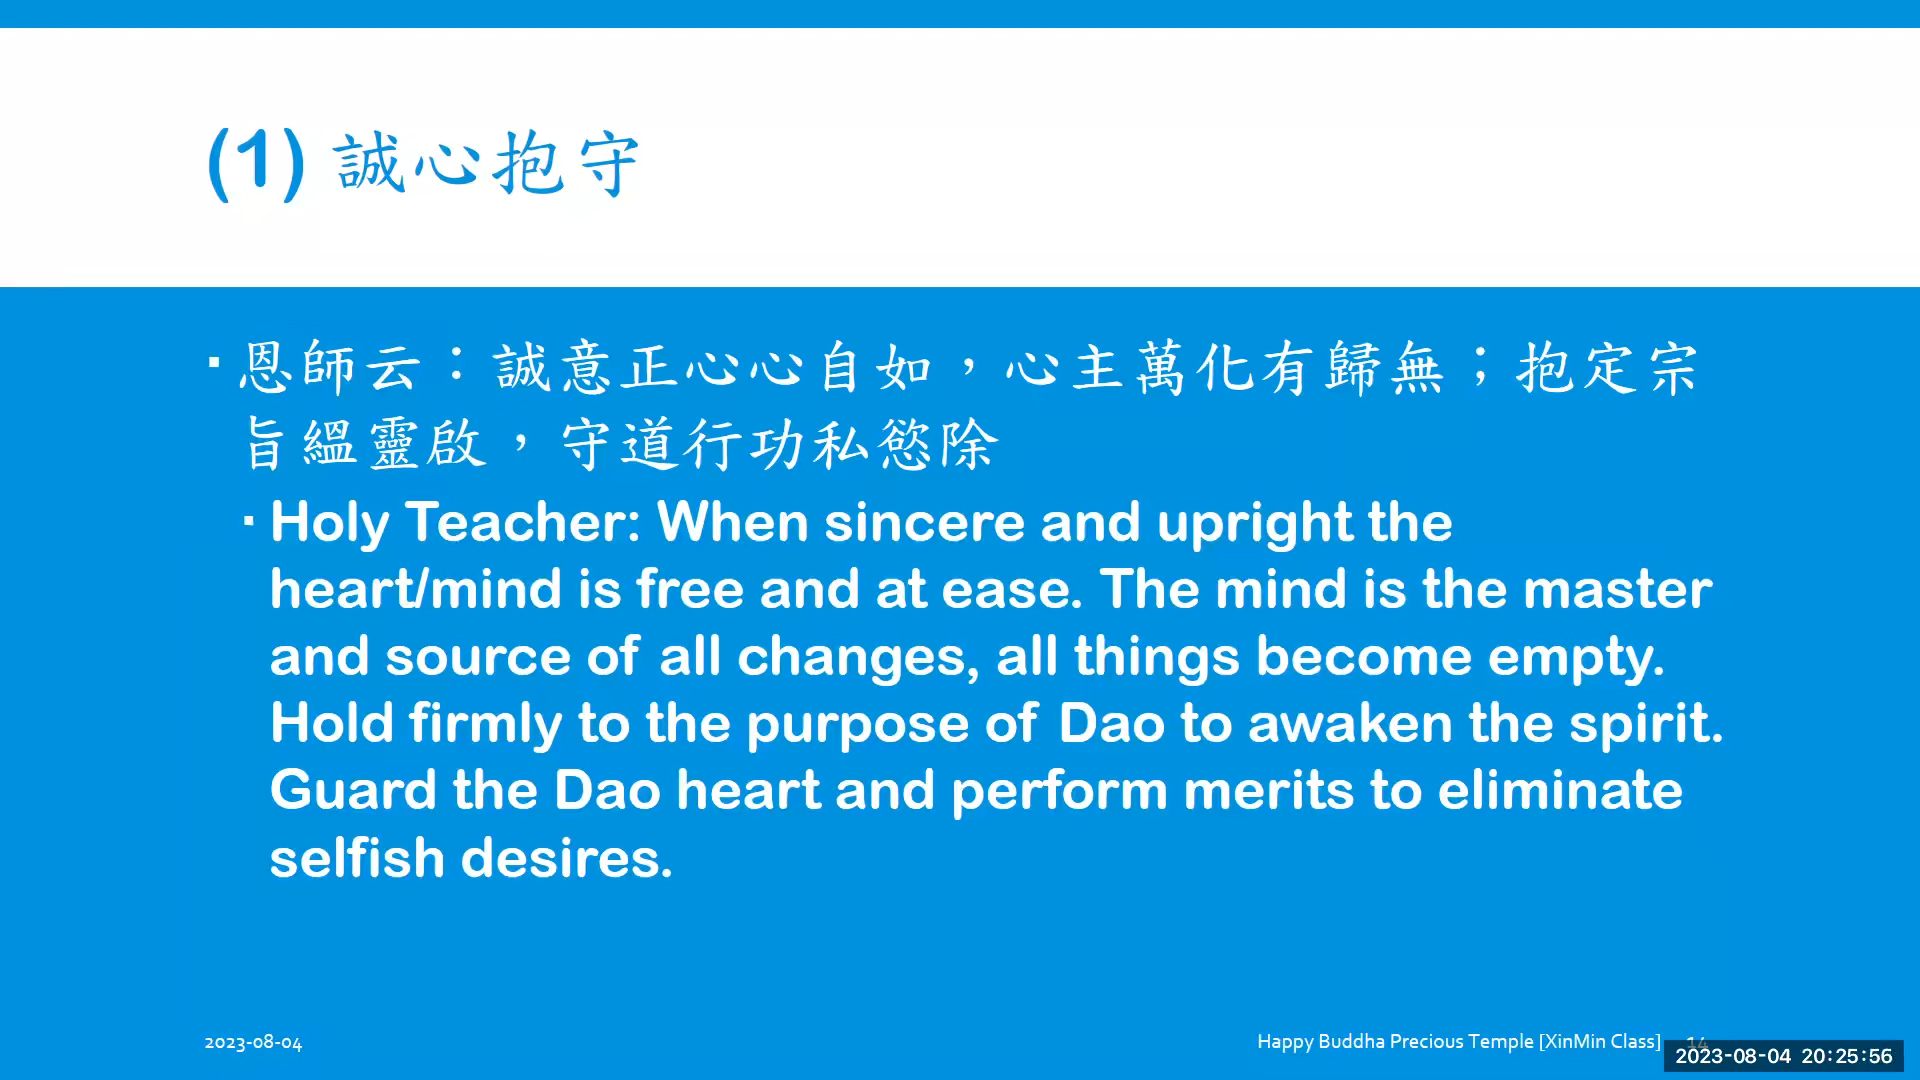 (1) 誠心抱守
▪ 恩師云：誠意正心心自如，心主萬化有歸無；抱定宗
旨縕靈啟，守道行功私慾除
▪ Holy Teacher: When sincere and upright the
heart/mind is free and at ease. The mind is the master
and source of all changes, all things become empty.
Hold firmly to the purpose of Dao to awaken the spirit.
Guard the Dao heart and perform merits to eliminate
selfish desires.
2023-08-04
Happy Buddha Precious Temple [XinMin Class]
14
2023-08-04 20:25:56